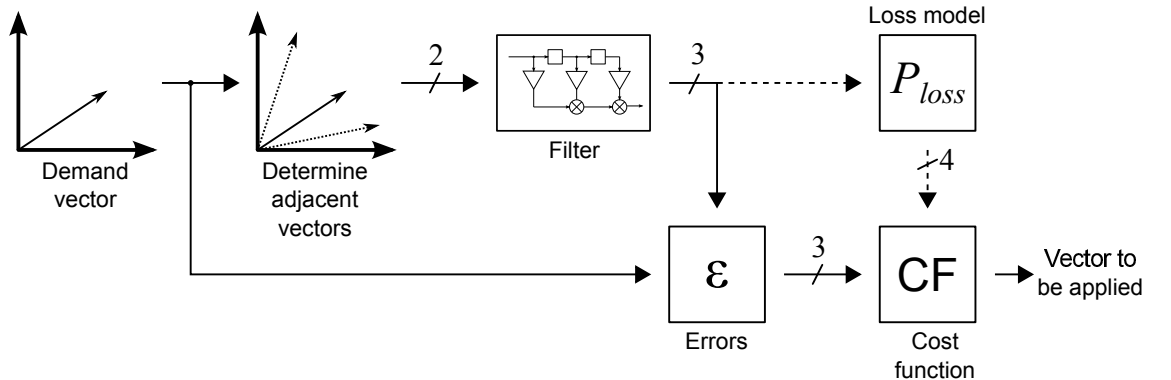 Loss model
2
3
P_loss
Demand
vector
Determine
adjacent
vectors
Filter
4
ε
3
CF
Vector to
be applied
Errors
Cost
function